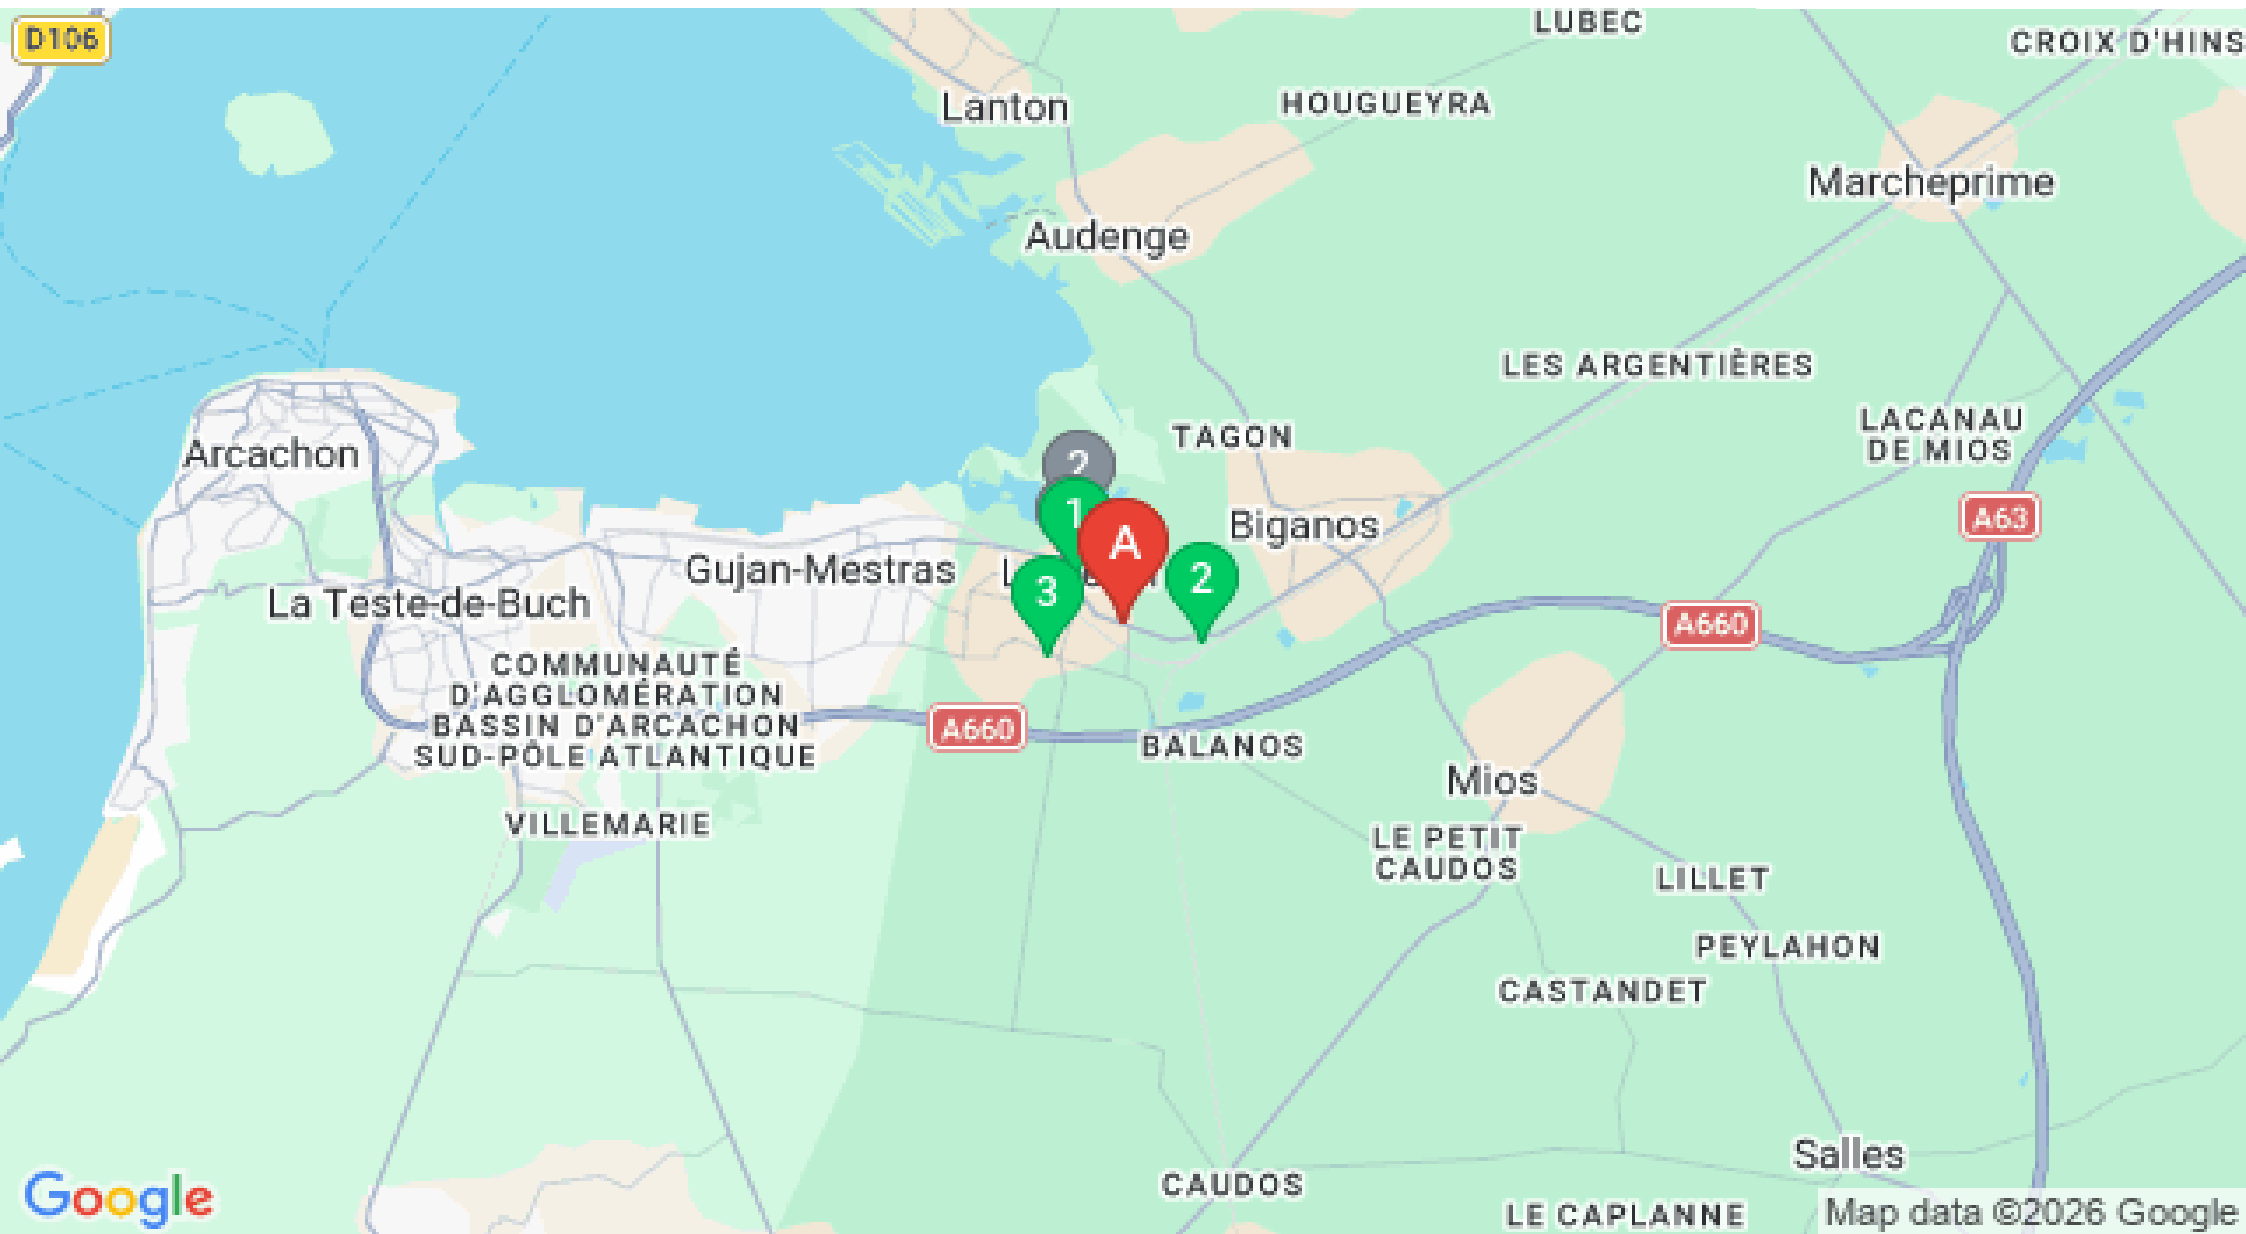 D106
LUBEC
CROIX D'HINS
Lanton
HOUGUEYRA
Marcheprime
Audenge
LES ARGENTIÈRES
TAGON
LACANAU
DE MIOS
Arcachon
2
1
A
Biganos
A63
Gujan-Mestras
3
2
La Teste-de-Buch
A660
COMMUNAUTÉ
D'AGGLOMÉRATION
BASSIN D'ARCACHON
SUD-PÔLE ATLANTIQUE
A660
BALANOS
Mios
VILLEMARIE
LE PETIT
CAUDOS
LILLET
PEYLAHON
CASTANDET
Salles
CAUDOS
Google
LE CAPLANNE
Map data ©2026 Google